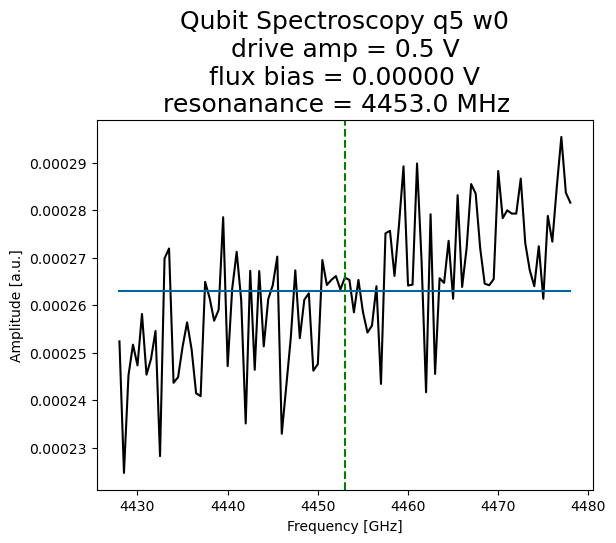 Qubit Spectroscopy q5 w0
drive amp = 0.5 V
flux bias = 0.00000 V
resonanance = 4453.0 MHz
0.00029
0.00028
0.00027
0.00026
0.00025
0.00024
0.00023
Amplitude [a.u.]
4430 4440 4450 4460 4470 4480
Frequency [GHz]